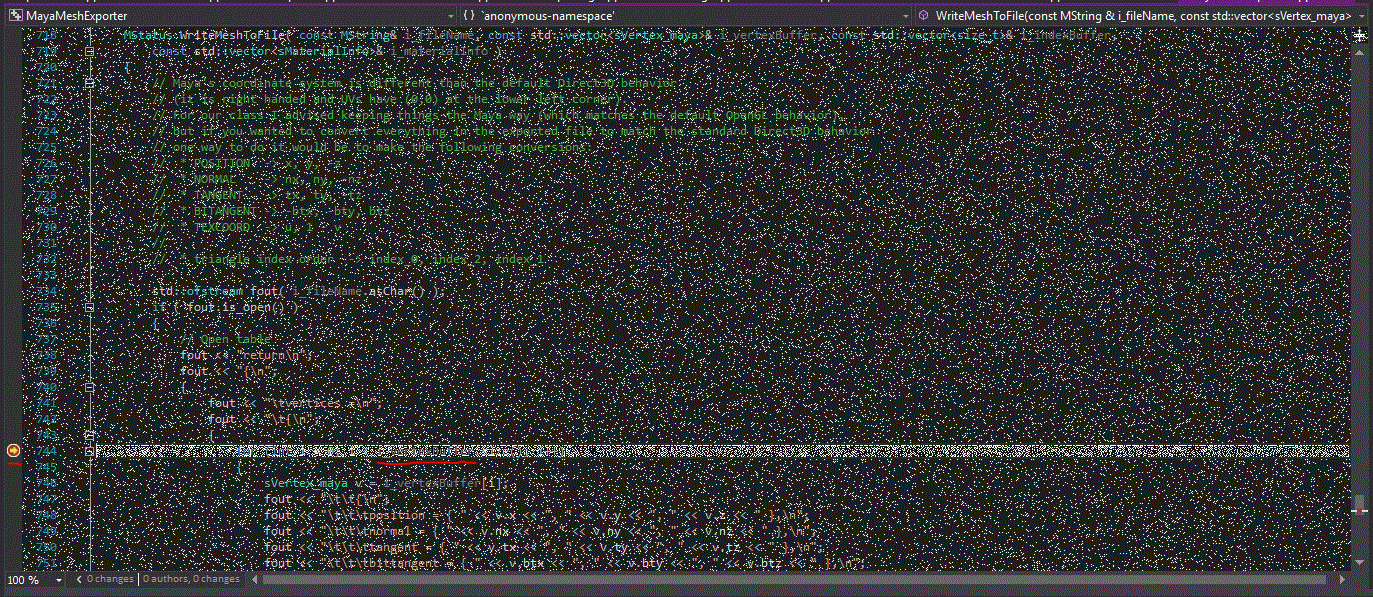 MayaMeshExporter {} `anonymous-namespace' WriteMeshToFile(const MString & i_fileName, const std::vector<sVertex_maya>
718 MStatus WriteMeshToFile( const MString& i_fileName, const std::vector<sVertex_maya>& i_vertexBuffer, const std::vector<size_t>& i_indexBuffer,
719 const std::vector<sMaterialInfo>& i_materialInfo )
720 {
721 // Maya's coordinate system is different than the default Direct3D behavior
722 // (it is right handed and UVs have (0,0) at the lower left corner).
723 // For our class I advised keeping things the Maya way (which matches the default OpenGL behavior),
724 // but if you wanted to convert everything in the exported file to match the standard Direct3D behavior
725 // one way to do it would be to make the following conversions:
726 // * POSITION -> x, y, -z
727 // * NORMAL -> nx, ny, -nz
728 // * TANGENT -> tx, ty, -tz
729 // * BITANGENT -> -btx, -bty, btz
730 // * TEXCOORD -> u, 1 - v
731 //
732 // * triangle index order -> index_0, index_2, index_1
733
734 std::ofstream fout( i_fileName.asChar() );
735 if ( fout.is_open() )
736 {
737 // Open table
738 fout << "return\n";
739 fout << "{\n";
740 {
741 fout << "\tvertices =\n";
742 fout << "\t{\n";
743 {
744
745 {
746 sVertex_maya v = i_vertexBuffer[i];
747 fout << "\t\t{\n";
748 fout << "\t\t\tposition = { " << v.x << ", " << v.y << ", " << v.z << " },\n";
749 fout << "\t\t\tnormal = { " << v.nx << ", " << v.ny << ", " << v.nz << " },\n";
750 fout << "\t\t\ttangent = { " << v.tx << ", " << v.ty << ", " << v.tz << " },\n";
751 fout << "\t\t\tbittangent = { " << v.btx << ", " << v.bty << ", " << v.btz << " },\n";
100 % 0 changes | 0 authors, 0 changes